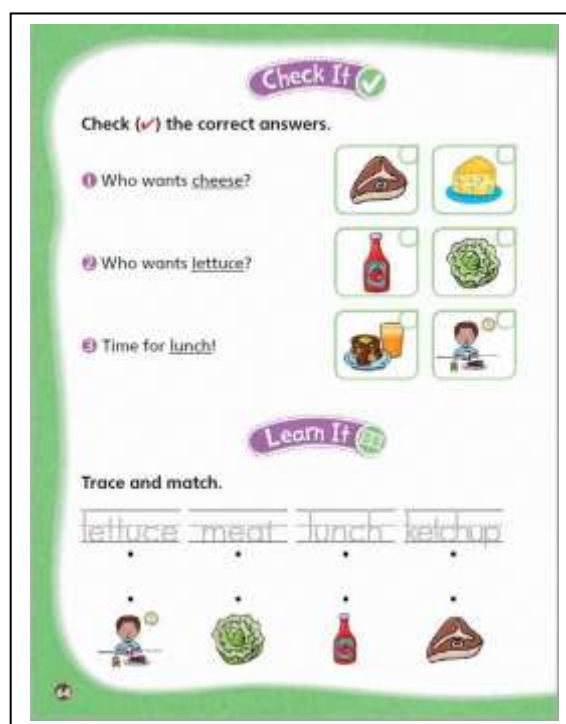 Check It
Check (✓) the correct answers.
1 Who wants cheese?
2 Who wants lettuce?
3 Time for lunch!
Learn It
Trace and match.
lettuce meat lunch ketchup
64